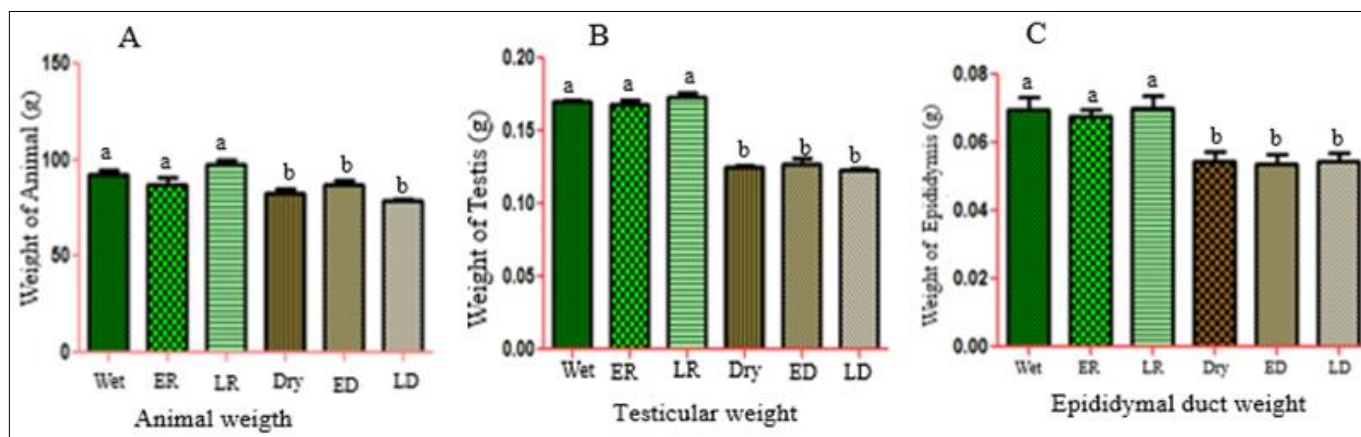 A
Weight of Animal (g)
150
100
50
0
a
a
a
b
b
b
Wet
ER
LR
Dry
ED
LD
Animal weigth
B
Weight of Testis (g)
0.20
0.15
0.10
0.05
0.00
a
a
a
b
b
b
Wet
ER
LR
Dry
ED
LD
Testicular weight
C
Weight of Epididymis (g)
0.08
0.06
0.04
0.02
0.00
a
a
a
b
b
b
Wet
ER
LR
Dry
ED
LD
Epididymal duct weight